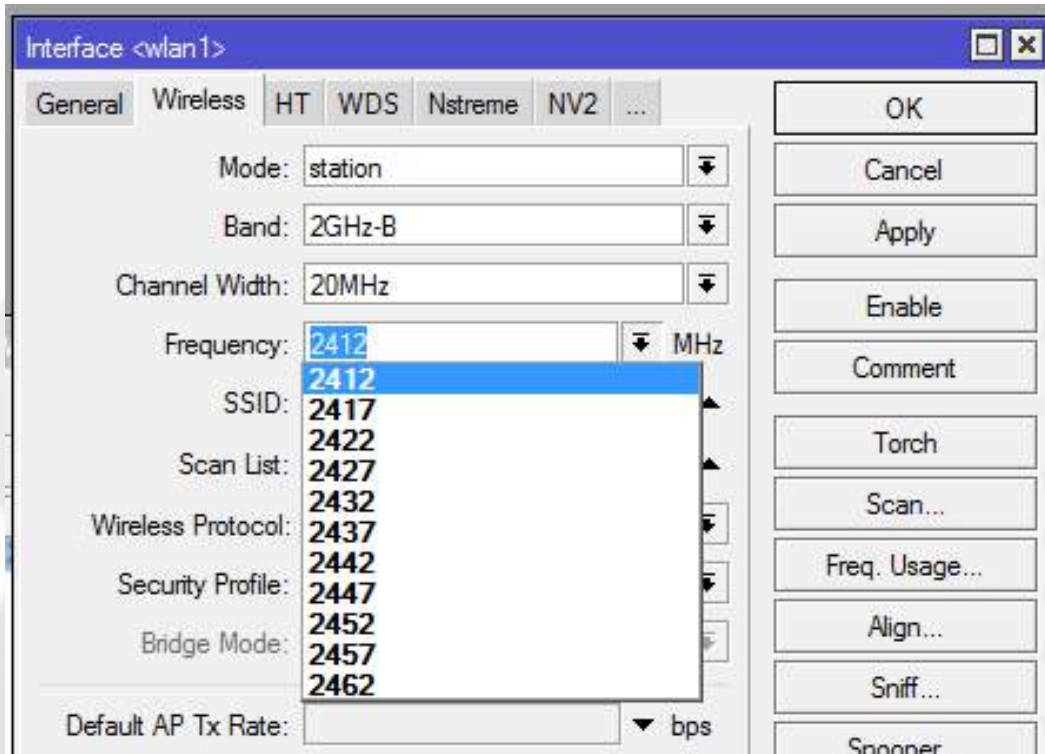 Interface <wlan1>
General Wireless HT WDS Nstreme NV2 ...
OK
Mode: station
Cancel
Band: 2GHz-B
Apply
Channel Width: 20MHz
Enable
Frequency: 2412 MHz
Comment
2412
SSID:
2417
2422
Torch
Scan List:
2427
2432
Scan...
Wireless Protocol:
2437
2442
Freq. Usage...
Security Profile:
2447
2452
Align...
Bridge Mode:
2457
2462
Sniff...
Default AP Tx Rate: bps
Snooper